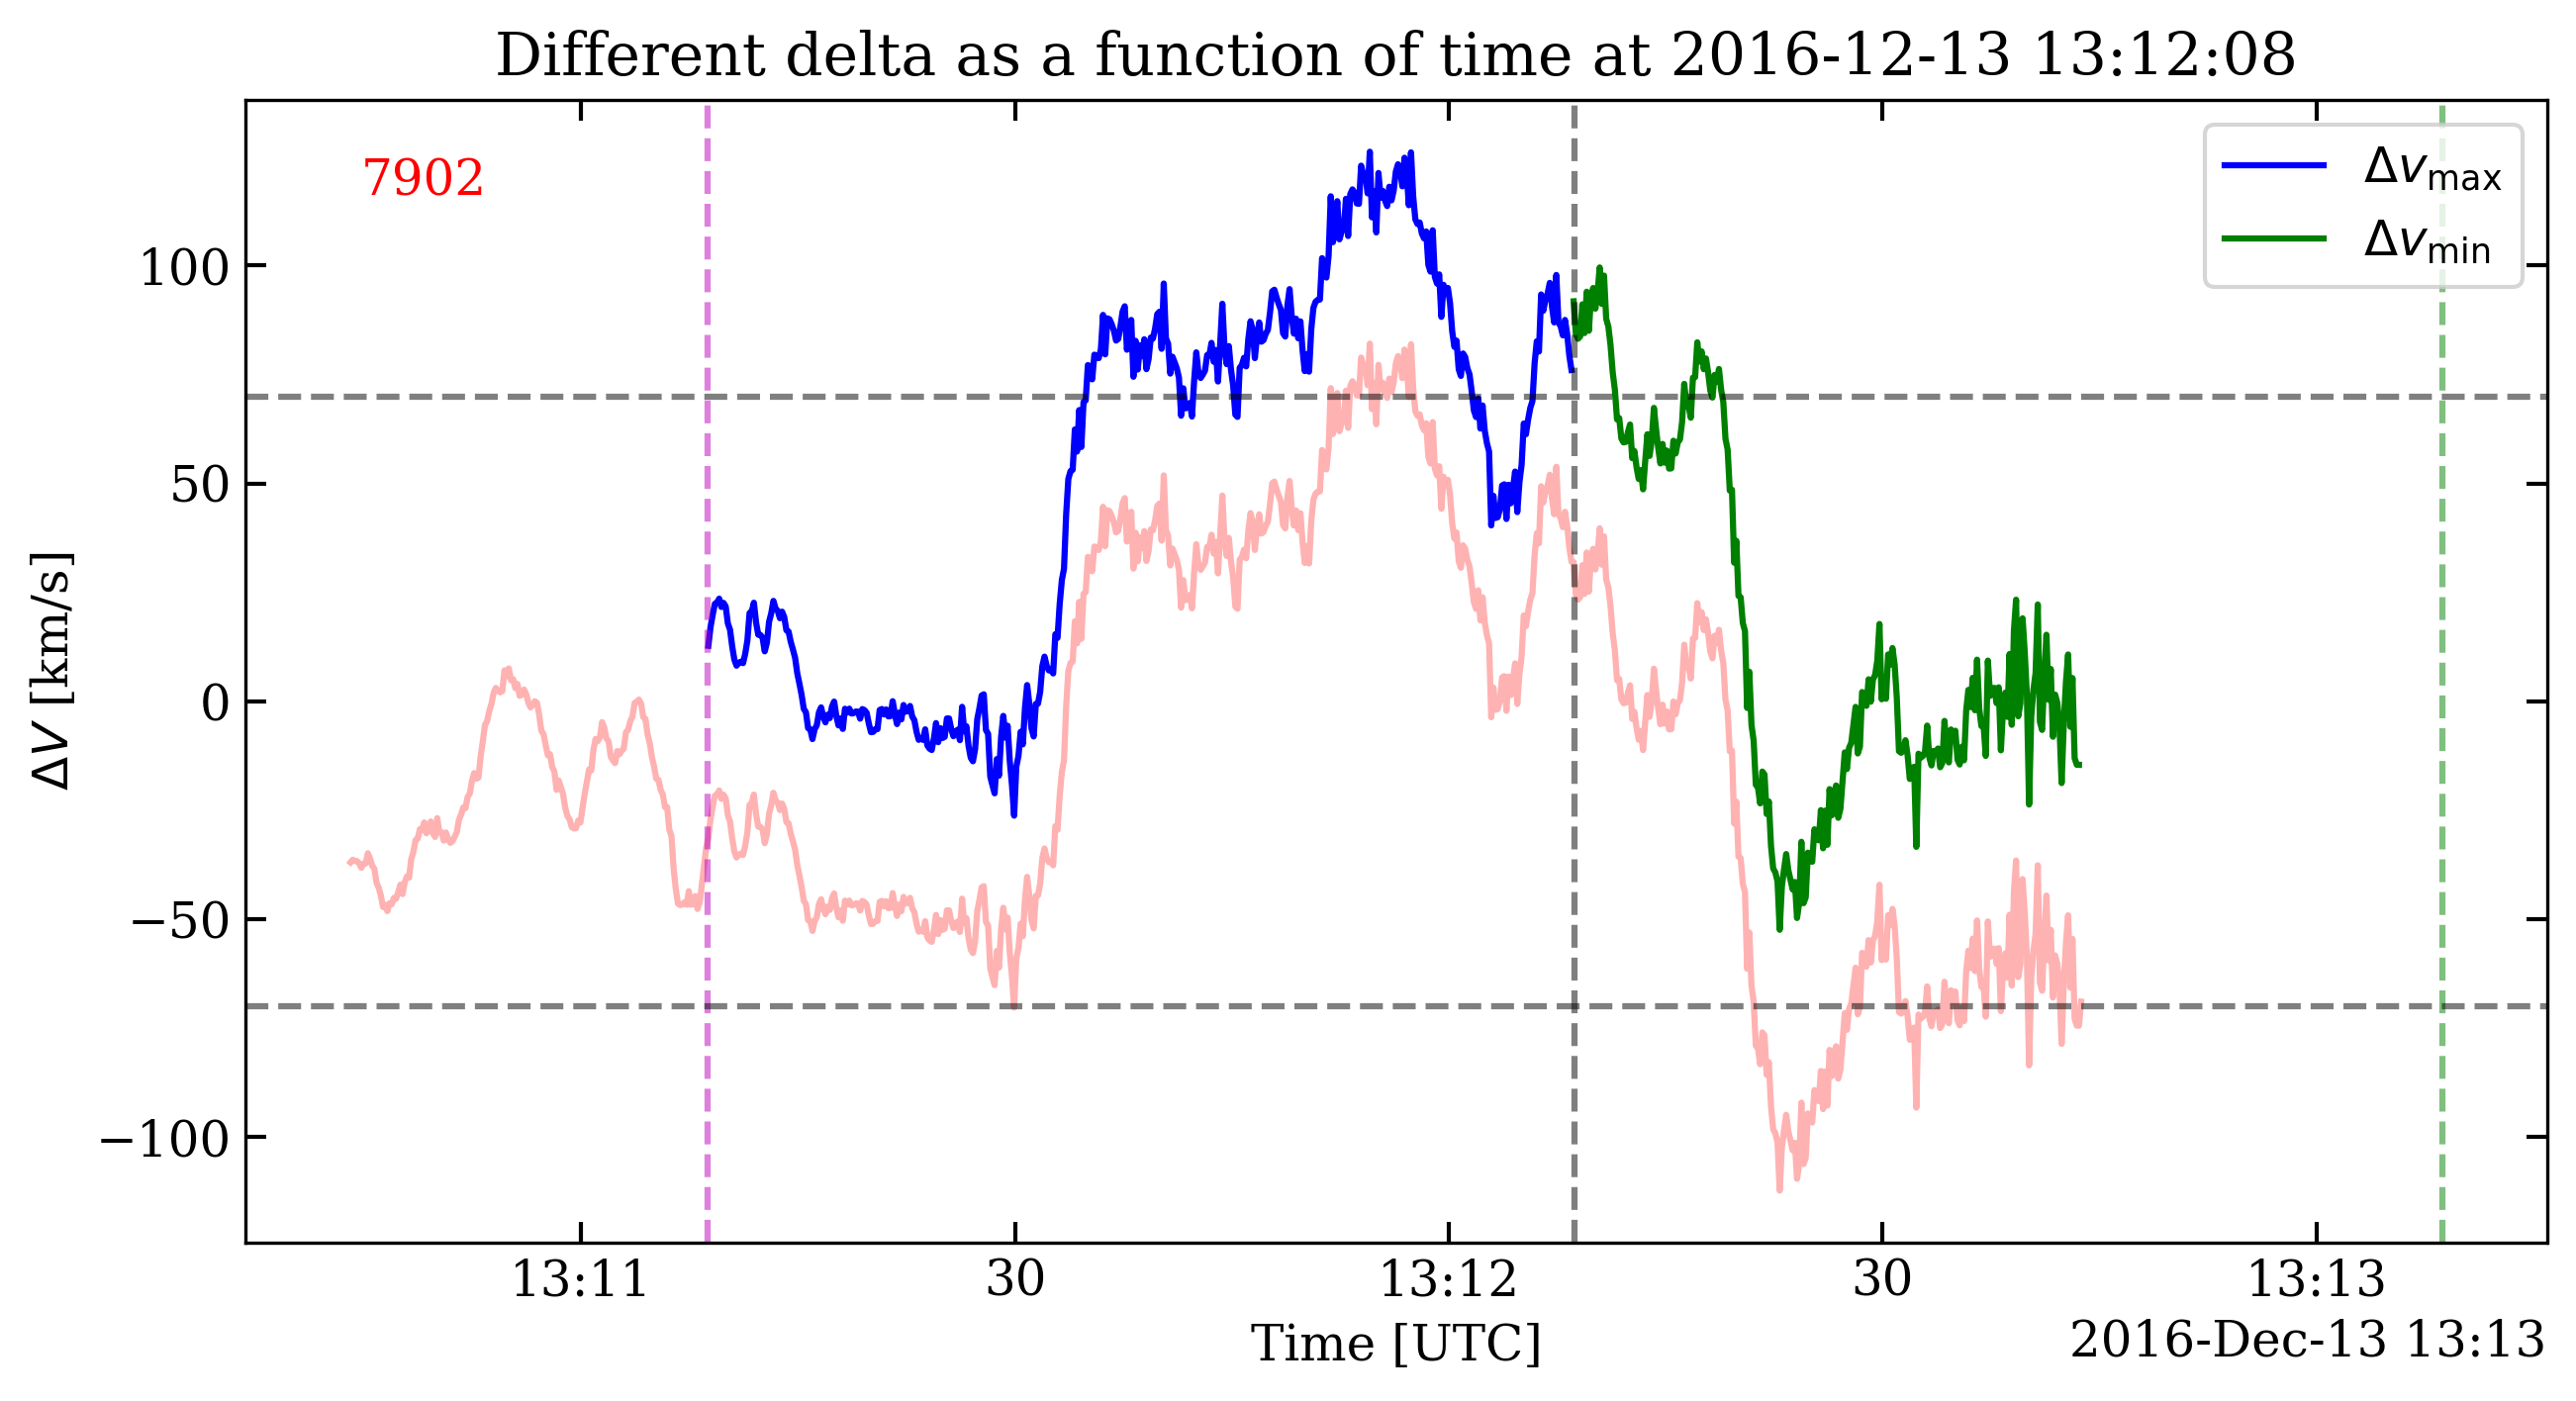 Different delta as a function of time at 2016-12-13 13:12:08
7902
Δv_max
Δv_min
100
50
0
−50
−100
ΔV [km/s]
13:11 30 13:12 30 13:13
Time [UTC]
2016-Dec-13 13:13